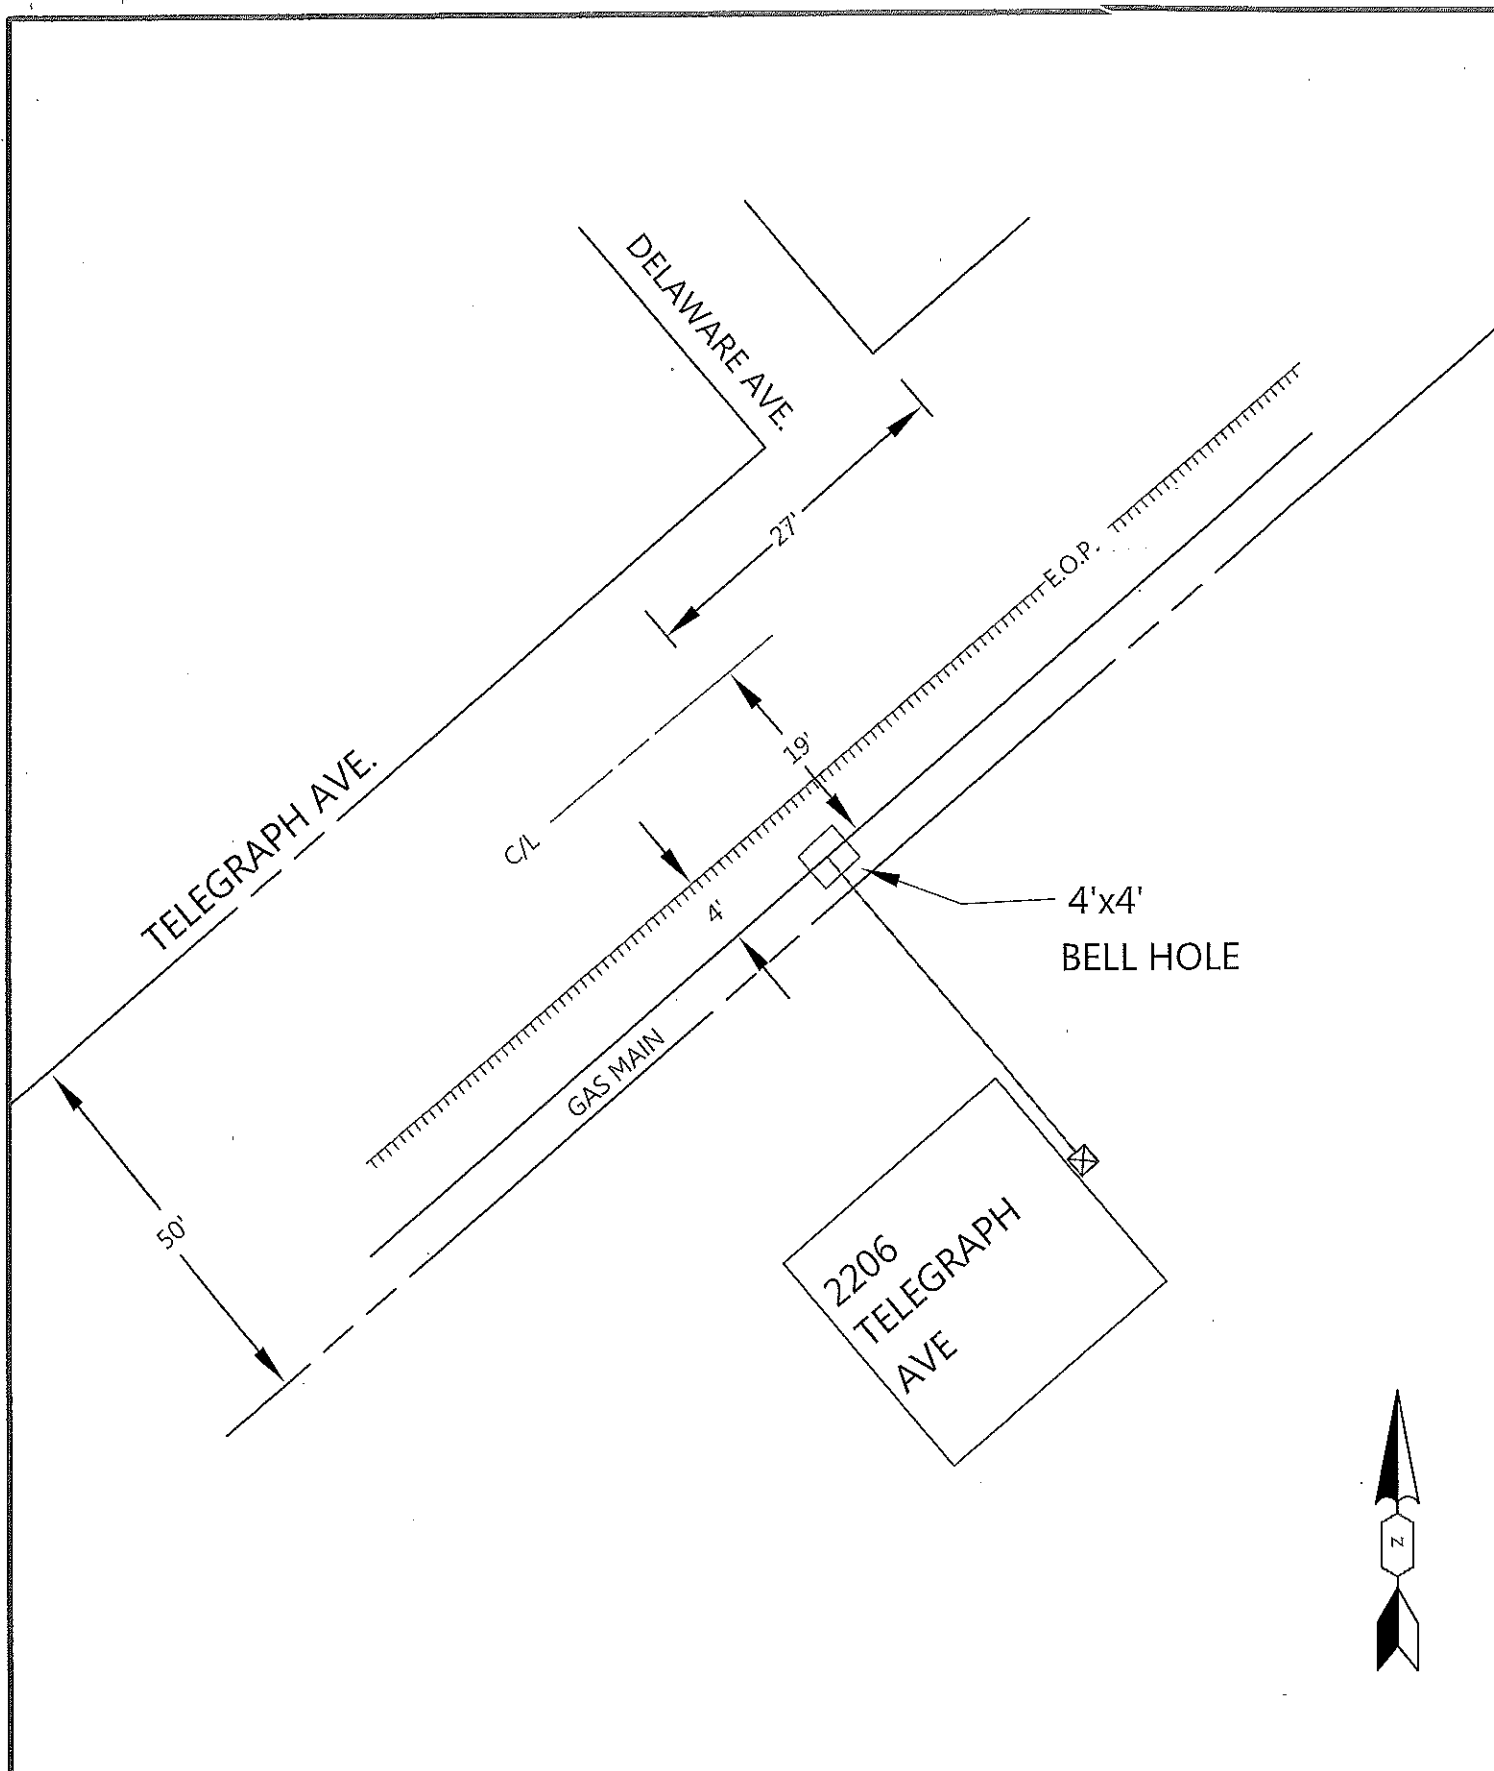 DELAWARE AVE.
27'
E.O.P.
19'
TELEGRAPH AVE.
C/L
4'
4'x4'
BELL HOLE
GAS MAIN
50'
2206
TELEGRAPH
AVE
N